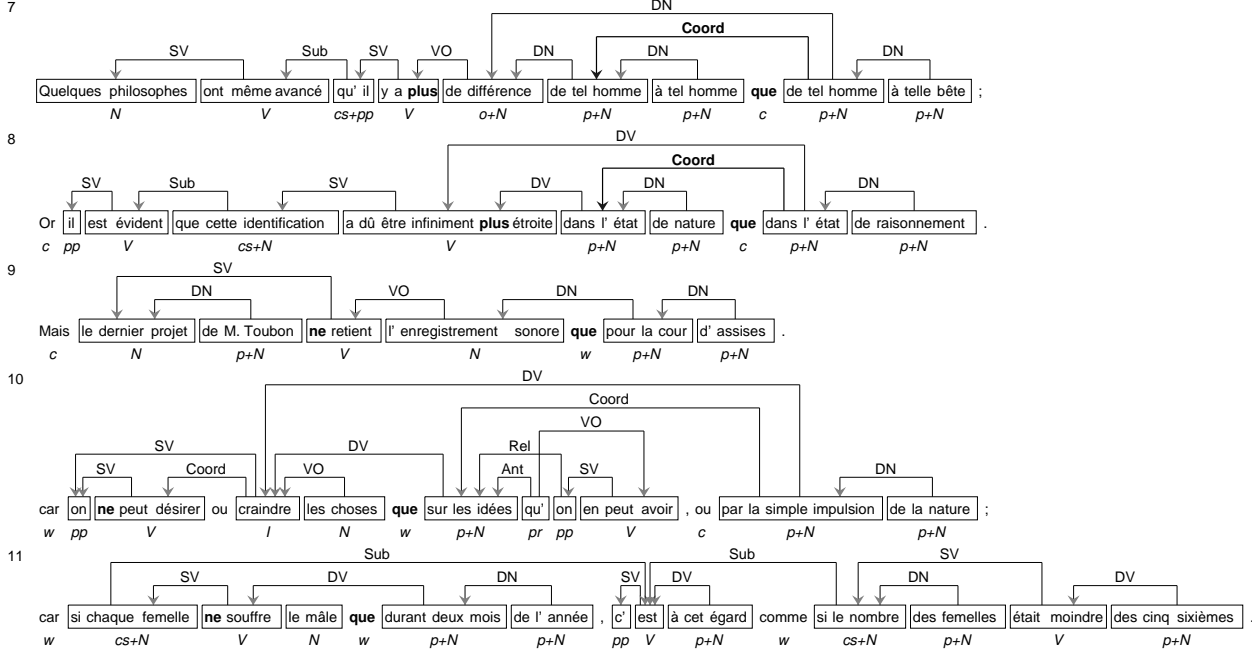 7
DN
Coord
SV Sub SV VO DN DN DN
Quelques philosophes ont même avancé qu' il y a plus de différence de tel homme à tel homme que de tel homme à telle bête ;
N V cs+pp V o+N p+N p+N c p+N p+N
8
DV
Coord
SV Sub SV DV DN DN
Or il est évident que cette identification a dû être infiniment plus étroite dans l' état de nature que dans l' état de raisonnement .
c pp V cs+N V p+N p+N c p+N p+N
9
SV
DN VO DN DN
Mais le dernier projet de M. Toubon ne retient l' enregistrement sonore que pour la cour d' assises .
c N p+N V N w p+N p+N
10
DV
Coord
VO
SV DV Rel
SV Coord VO Ant SV DN
car on ne peut désirer ou craindre les choses que sur les idées qu' on en peut avoir , ou par la simple impulsion de la nature ;
w pp V I N w p+N pr pp V c p+N p+N
11
Sub Sub SV
SV DV DN SV DV DN DV
car si chaque femelle ne souffre le mâle que durant deux mois de l' année , c' est à cet égard comme si le nombre des femelles était moindre des cinq sixièmes .
w cs+N V N w p+N p+N pp V p+N w cs+N p+N V p+N